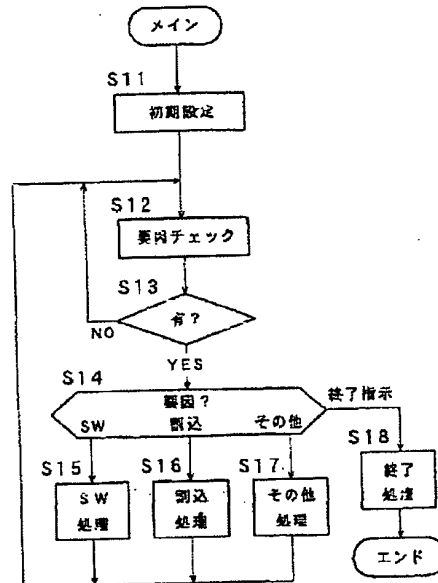 メイン
S11
初期設定
S12
要因チェック
S13
有?
NO
YES
S14
要因?
終了指示
SW
割込
その他
S15
S16
S17
S18
SW
処理
割込
処理
その他
処理
終了
処理
エンド